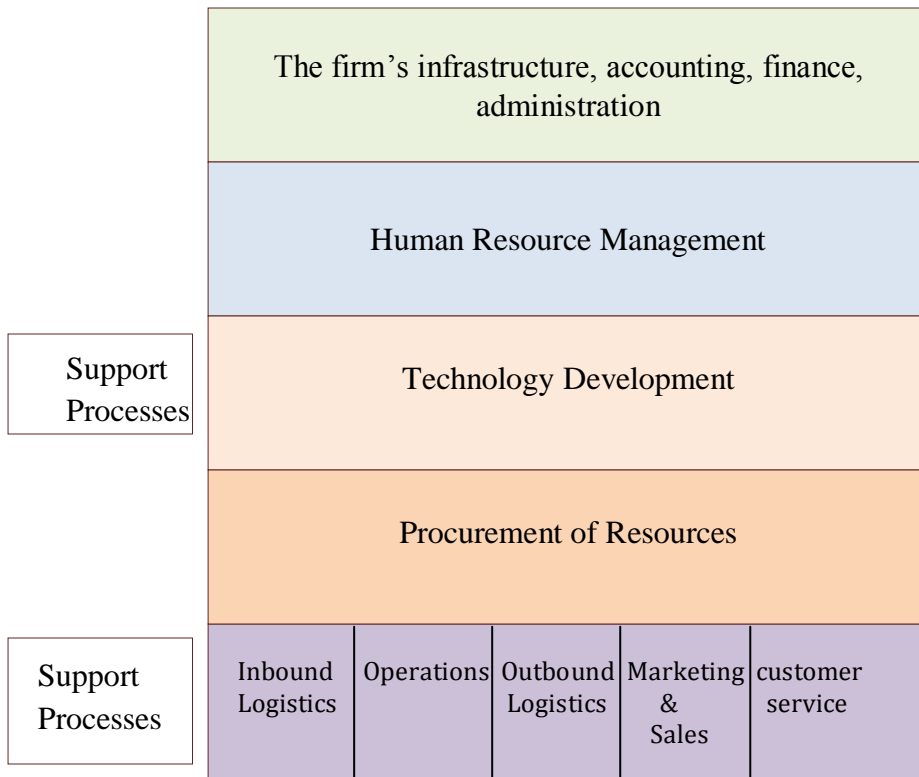 The firm’s infrastructure, accounting, finance,
administration
Human Resource Management
Support
Processes
Technology Development
Procurement of Resources
Support
Processes
Inbound
Logistics
Operations
Outbound
Logistics
Marketing
&
Sales
customer
service